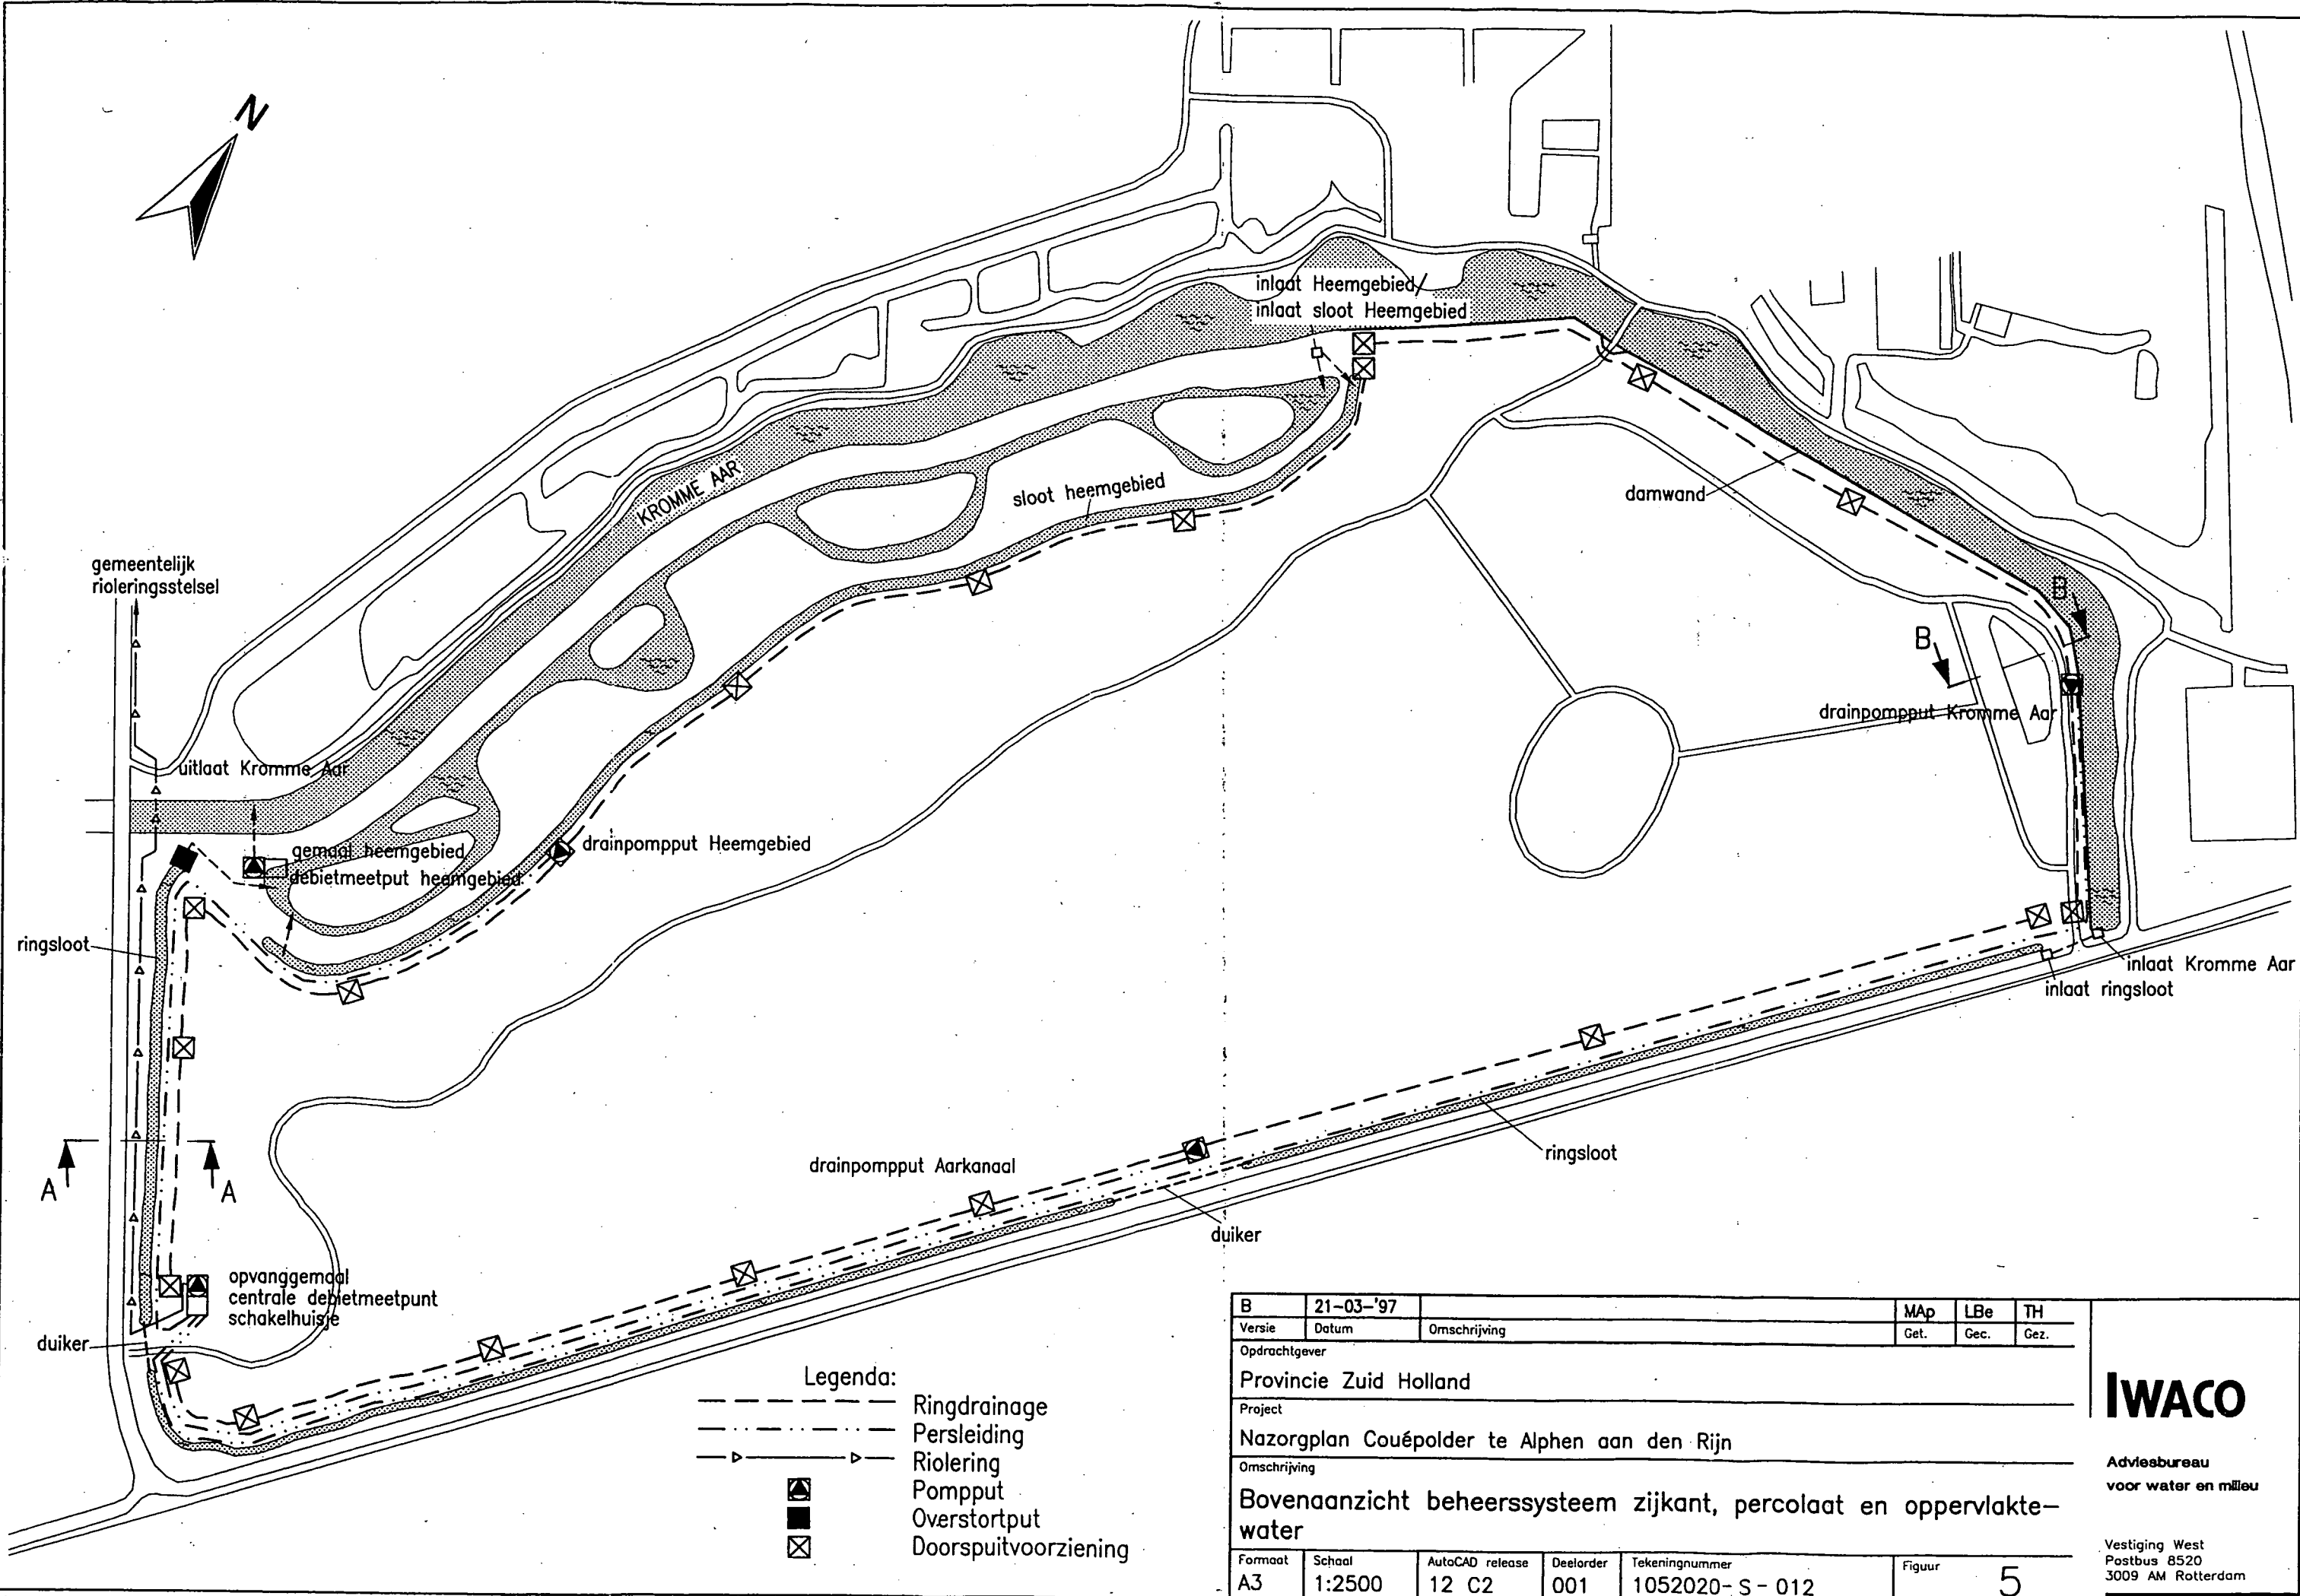 N
inlaat Heemgebied/
inlaat sloot Heemgebied
KROMME AAR
sloot heemgebied
damwand
gemeentelijk
rioleringsstelsel
B
B
drainpompput Kromme Aar
uitlaat Kromme Aar
drainpompput Heemgebied
gemaal heemgebied
debietmeetput heemgebied
ringsloot
inlaat Kromme Aar
inlaat ringsloot
drainpompput Aarkanaal
ringsloot
A
A
duiker
opvanggemaal
centrale debietmeetpunt
schakelhuisje
duiker
Legenda:
Ringdrainage
Persleiding
Riolering
Pompput
Overstortput
Doorspuitvoorziening
B 21-03-'97 MAp LBe TH
Versie Datum Omschrijving Get. Gec. Gez.
Opdrachtgever
Provincie Zuid Holland
Project
Nazorgplan Couépolder te Alphen aan den Rijn
Omschrijving
Bovenaanzicht beheerssysteem zijkant, percolaat en oppervlakte-
water
Formaat Schaal AutoCAD release Deelorder Tekeningnummer Figuur
A3 1:2500 12 C2 001 1052020-S-012 5
IWACO
Adviesbureau
voor water en milieu
Vestiging West
Postbus 8520
3009 AM Rotterdam